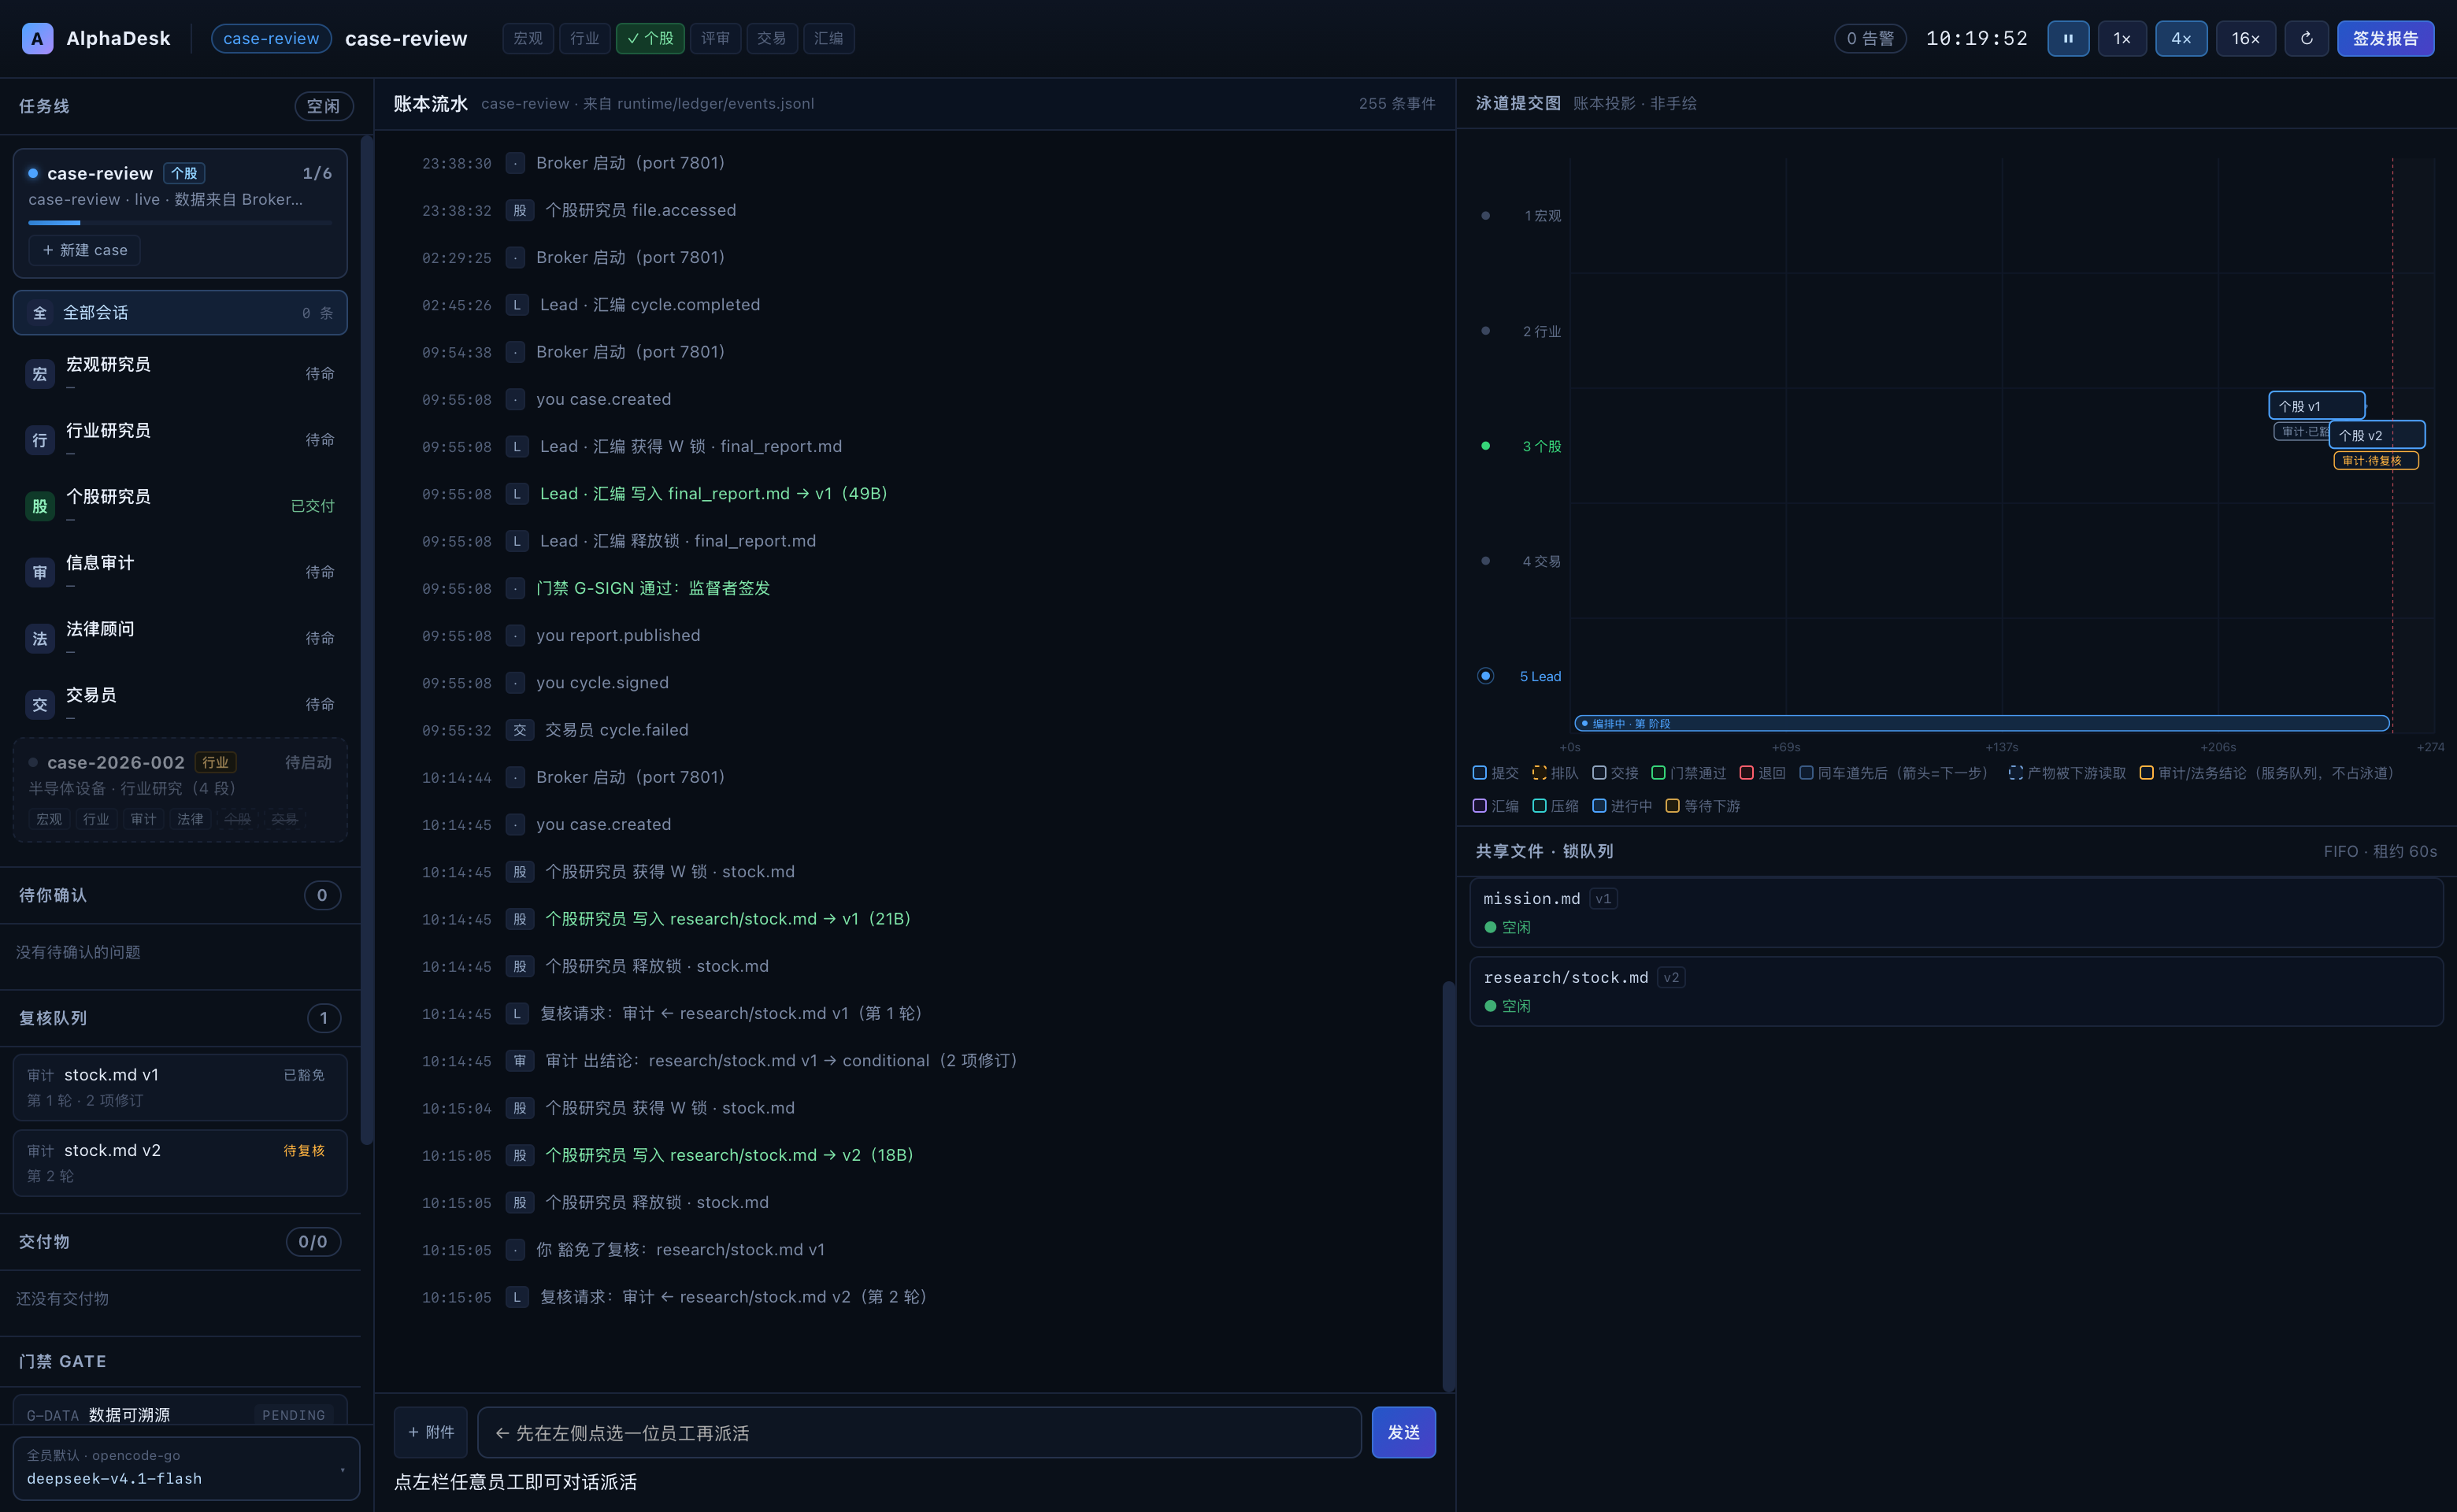 A AlphaDesk case-review case-review 宏观 行业 ✓ 个股 评审 交易 汇编 0 告警 10:19:52 1× 4× 16× ↻ 签发报告
任务线 空闲
case-review 个股 1/6
case-review · live · 数据来自 Broker…
+ 新建 case
全 全部会话 0 条
宏 宏观研究员 待命
—
行 行业研究员 待命
—
股 个股研究员 已交付
—
审 信息审计 待命
—
法 法律顾问 待命
—
交 交易员 待命
—
case-2026-002 行业 待启动
半导体设备 · 行业研究（4 段）
宏观 行业 审计 法律 个股 交易
待你确认 0
没有待确认的问题
复核队列 1
审计 stock.md v1 已豁免
第 1 轮 · 2 项修订
审计 stock.md v2 待复核
第 2 轮
交付物 0/0
还没有交付物
门禁 GATE
G-DATA 数据可溯源 PENDING
全员默认 · opencode-go
deepseek-v4.1-flash
账本流水 case-review · 来自 runtime/ledger/events.jsonl 255 条事件
23:38:30 · Broker 启动（port 7801）
23:38:32 股 个股研究员 file.accessed
02:29:25 · Broker 启动（port 7801）
02:45:26 L Lead · 汇编 cycle.completed
09:54:38 · Broker 启动（port 7801）
09:55:08 · you case.created
09:55:08 L Lead · 汇编 获得 W 锁 · final_report.md
09:55:08 L Lead · 汇编 写入 final_report.md → v1（49B）
09:55:08 L Lead · 汇编 释放锁 · final_report.md
09:55:08 · 门禁 G-SIGN 通过：监督者签发
09:55:08 · you report.published
09:55:08 · you cycle.signed
09:55:32 交 交易员 cycle.failed
10:14:44 · Broker 启动（port 7801）
10:14:45 · you case.created
10:14:45 股 个股研究员 获得 W 锁 · stock.md
10:14:45 股 个股研究员 写入 research/stock.md → v1（21B）
10:14:45 股 个股研究员 释放锁 · stock.md
10:14:45 L 复核请求：审计 ← research/stock.md v1（第 1 轮）
10:14:45 审 审计 出结论：research/stock.md v1 → conditional（2 项修订）
10:15:04 股 个股研究员 获得 W 锁 · stock.md
10:15:05 股 个股研究员 写入 research/stock.md → v2（18B）
10:15:05 股 个股研究员 释放锁 · stock.md
10:15:05 · 你 豁免了复核：research/stock.md v1
10:15:05 L 复核请求：审计 ← research/stock.md v2（第 2 轮）
+ 附件 ← 先在左侧点选一位员工再派活 发送
点左栏任意员工即可对话派活
泳道提交图 账本投影 · 非手绘
1 宏观
2 行业
3 个股
4 交易
5 Lead
个股 v1
审计·已豁
个股 v2
审计·待复核
编排中 · 第 阶段
+0s +69s +137s +206s +274
提交 排队 交接 门禁通过 退回 同车道先后（箭头=下一步） 产物被下游读取 审计/法务结论（服务队列，不占泳道）
汇编 压缩 进行中 等待下游
共享文件 · 锁队列 FIFO · 租约 60s
mission.md v1
空闲
research/stock.md v2
空闲